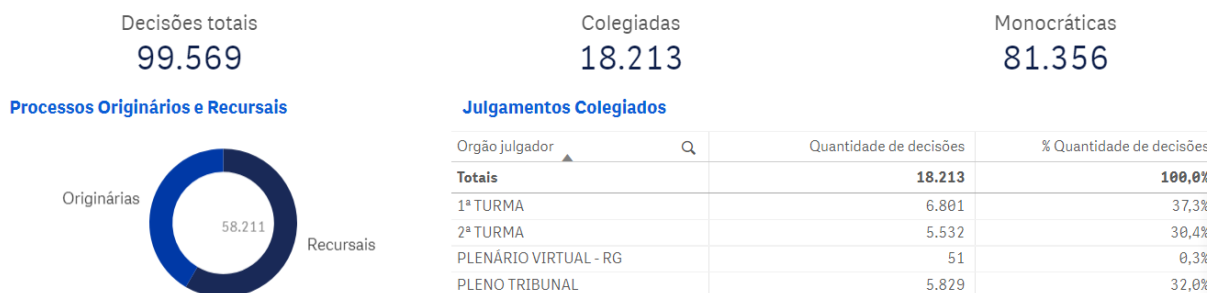 Decisões totais
99.569
Colegiadas
18.213
Monocráticas
81.356
Processos Originários e Recursais
Originárias
58.211
Recursais
Julgamentos Colegiados
Orgão julgador Quantidade de decisões % Quantidade de decisões
Totais 18.213 100,0%
1ª TURMA 6.801 37,3%
2ª TURMA 5.532 30,4%
PLENÁRIO VIRTUAL - RG 51 0,3%
PLENO TRIBUNAL 5.829 32,0%